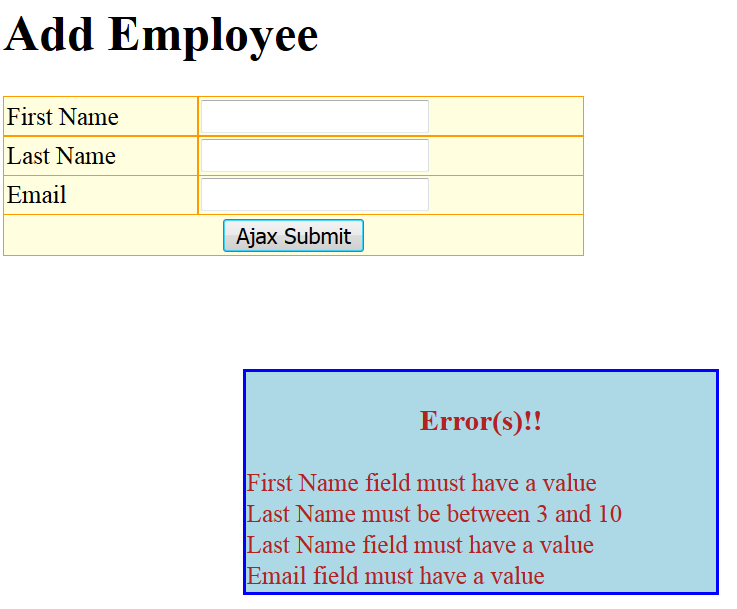 Add Employee
First Name
Last Name
Email
Ajax Submit
Error(s)!!
First Name field must have a value
Last Name must be between 3 and 10
Last Name field must have a value
Email field must have a value